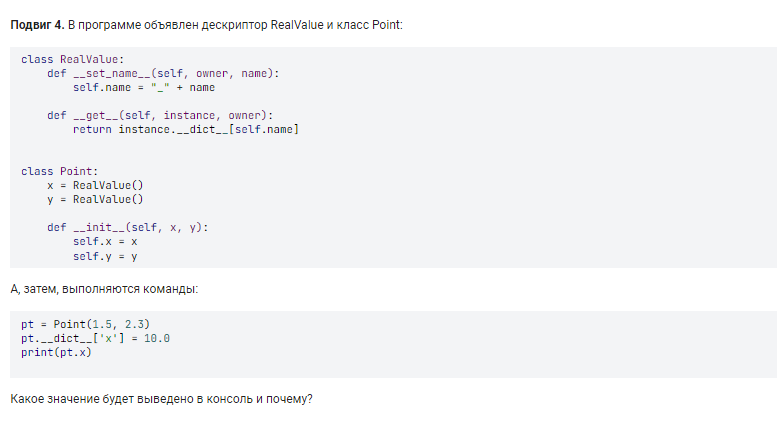 Подвиг 4. В программе объявлен дескриптор RealValue и класс Point:
class RealValue:
    def __set_name__(self, owner, name):
        self.name = "_" + name
    def __get__(self, instance, owner):
        return instance.__dict__[self.name]
class Point:
    x = RealValue()
    y = RealValue()
    def __init__(self, x, y):
        self.x = x
        self.y = y
А, затем, выполняются команды:
pt = Point(1.5, 2.3)
pt.__dict__['x'] = 10.0
print(pt.x)
Какое значение будет выведено в консоль и почему?